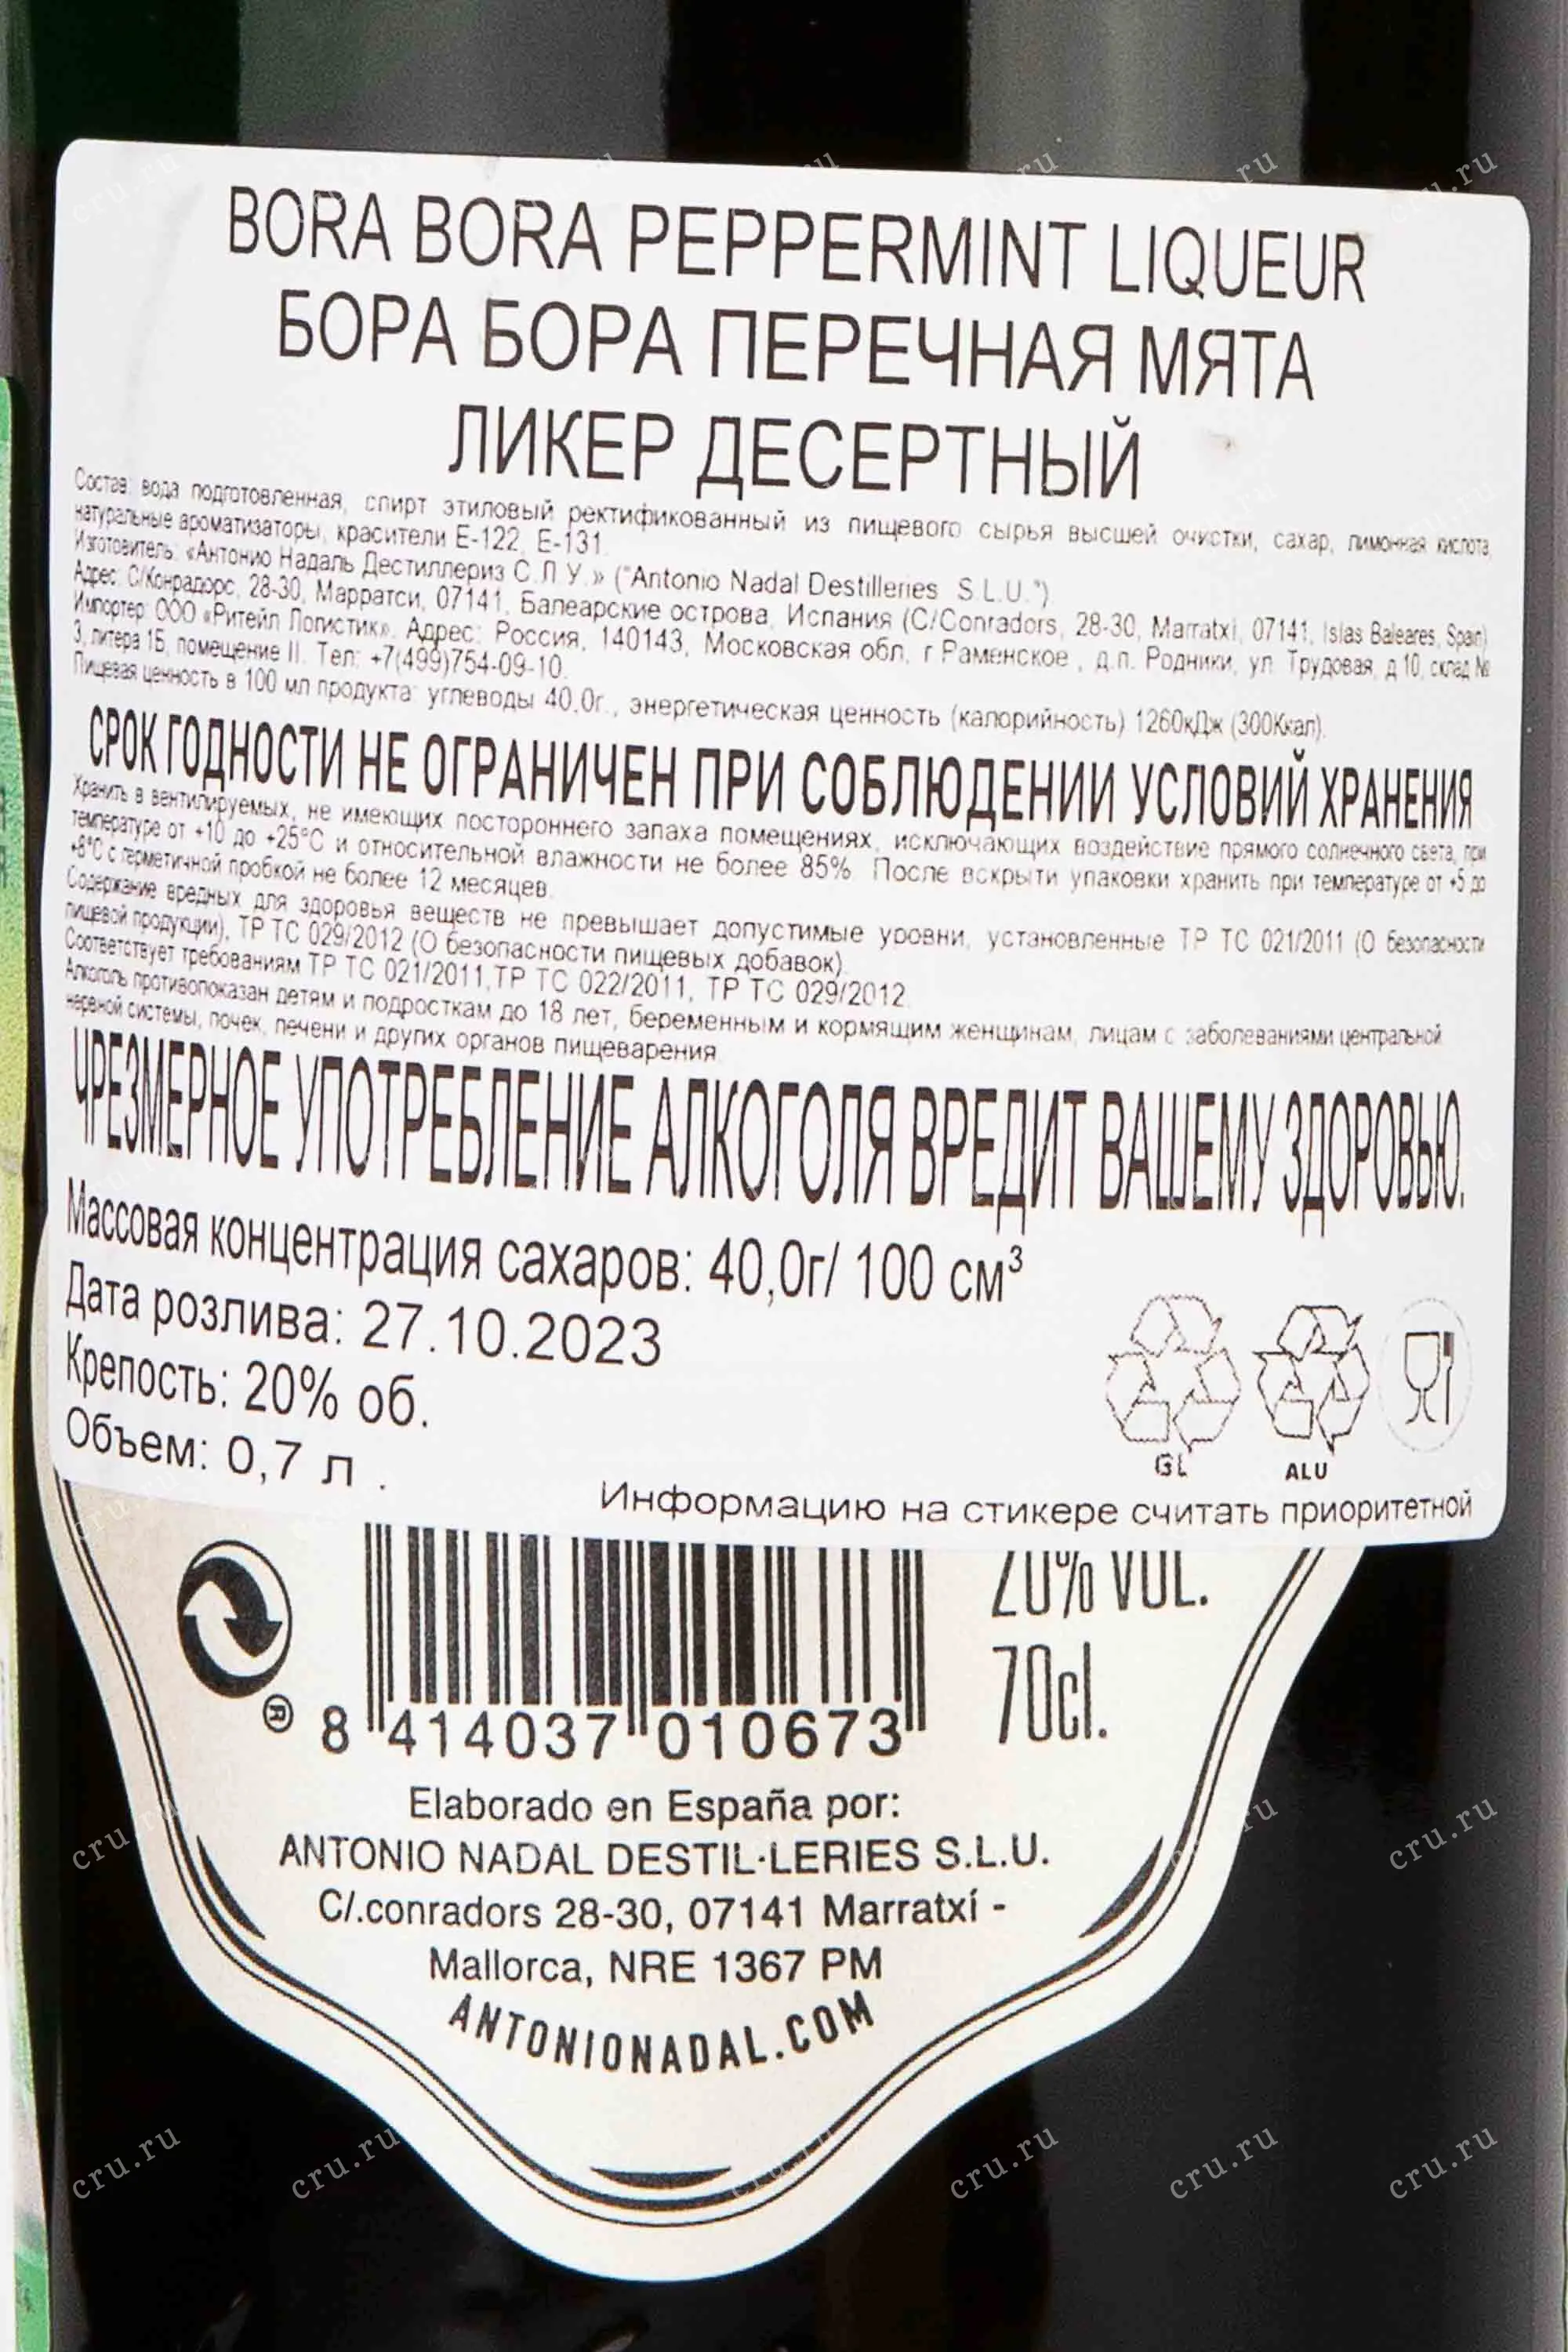 BORA BORA PEPPERMINT LIQUEUR
БОРА БОРА ПЕРЕЧНАЯ МЯТА
ЛИКЕР ДЕСЕРТНЫЙ
Состав: вода подготовленная, спирт этиловый ректификованный из пищевого сырья высшей очистки, сахар, лимонная кислота,
натуральные ароматизаторы, красители Е-122, Е-131.
Изготовитель: «Антонио Надаль Дестиллериз С.Л.У.» ("Antonio Nadal Destilleries S.L.U.")
Адрес: С/Конрадорс, 28-30, Марратси, 07141, Балеарские острова, Испания (C/Conradors, 28-30, Marratxi, 07141, Islas Baleares, Spain)
Импортер: ООО «Ритейл Логистик». Адрес: Россия, 140143, Московская обл., г.Раменское , д.п. Родники, ул. Трудовая, д.10, склад №
3, литера 1Б, помещение II. Тел: +7(499)754-09-10.
Пищевая ценность в 100 мл продукта: углеводы 40,0г., энергетическая ценность (калорийность) 1260кДж (300Ккал).
СРОК ГОДНОСТИ НЕ ОГРАНИЧЕН ПРИ СОБЛЮДЕНИИ УСЛОВИЙ ХРАНЕНИЯ
Хранить в вентилируемых, не имеющих постороннего запаха помещениях, исключающих воздействие прямого солнечного света, при
температуре от +10 до +25°С и относительной влажности не более 85%. После вскрыти упаковки хранить при температуре от +5 до
+8°С с герметичной пробкой не более 12 месяцев.
Содержание вредных для здоровья веществ не превышает допустимые уровни, установленные ТР ТС 021/2011 (О безопасности
пищевой продукции), ТР ТС 029/2012 (О безопасности пищевых добавок)
Соответствует требованиям ТР ТС 021/2011,ТР ТС 022/2011, ТР ТС 029/2012.
Алкоголь противопоказан детям и подросткам до 18 лет, беременным и кормящим женщинам, лицам с заболеваниями центральной
нервной системы, почек, печени и других органов пищеварения
ЧРЕЗМЕРНОЕ УПОТРЕБЛЕНИЕ АЛКОГОЛЯ ВРЕДИТ ВАШЕМУ ЗДОРОВЬЮ.
Массовая концентрация сахаров: 40,0г/ 100 см³
Дата розлива: 27.10.2023
Крепость: 20% об.
Объем: 0,7 л .
GL
ALU
Информацию на стикере считать приоритетной
20% VOL.
70cl.
®
8 414037 010673
Elaborado en España por:
ANTONIO NADAL DESTIL·LERIES S.L.U.
C/.conradors 28-30, 07141 Marratxí -
Mallorca, NRE 1367 PM
ANTONIONADAL.COM
cru.ru